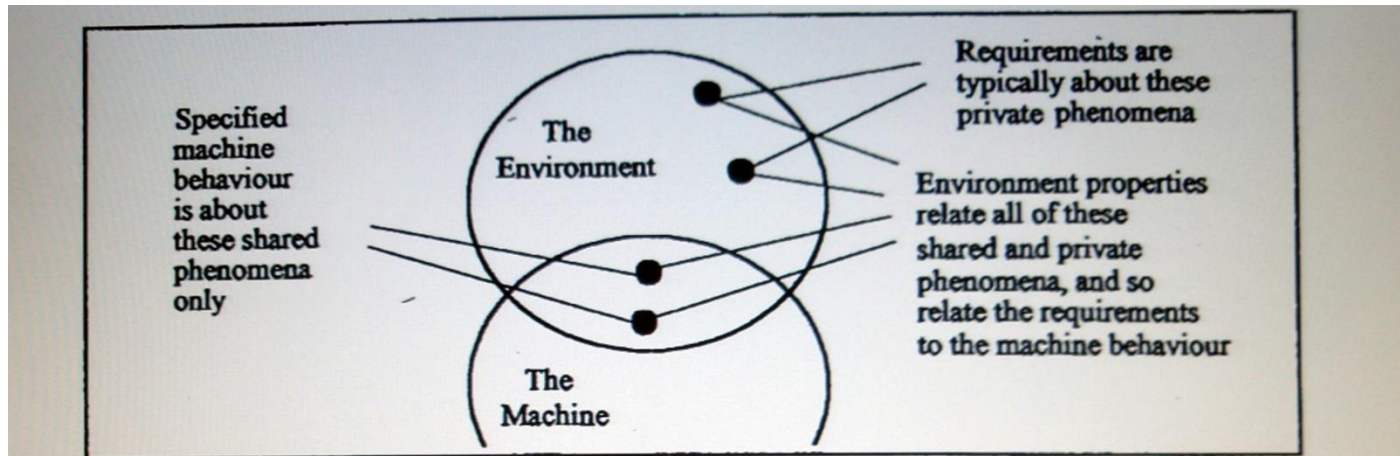 Specified
machine
behaviour
is about
these shared
phenomena
only
The
Environment
The
Machine
Requirements are
typically about these
private phenomena
Environment properties
relate all of these
shared and private
phenomena, and so
relate the requirements
to the machine behaviour